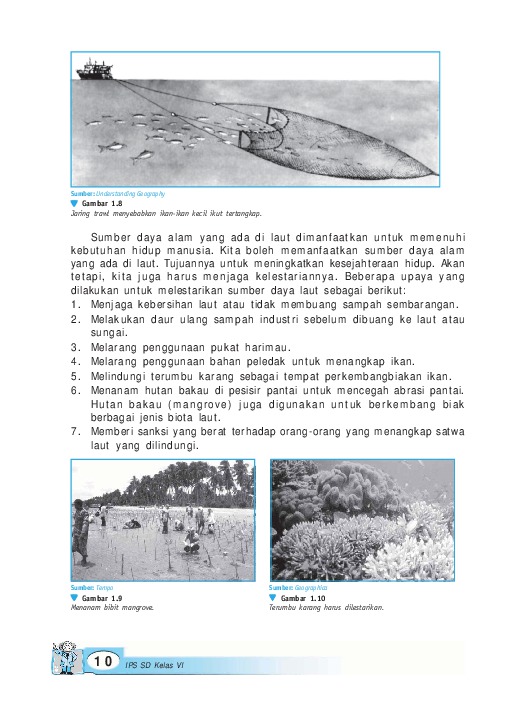 Sumber: Understanding Geography
Gambar 1.8
Jaring trawl menyebabkan ikan-ikan kecil ikut tertangkap.
Sumber daya alam yang ada di laut dimanfaatkan untuk memenuhi
kebutuhan hidup manusia. Kita boleh memanfaatkan sumber daya alam
yang ada di laut. Tujuannya untuk meningkatkan kesejahteraan hidup. Akan
tetapi, kita juga harus menjaga kelestariannya. Beberapa upaya yang
dilakukan untuk melestarikan sumber daya laut sebagai berikut:
1. Menjaga kebersihan laut atau tidak membuang sampah sembarangan.
2. Melakukan daur ulang sampah industri sebelum dibuang ke laut atau
sungai.
3. Melarang penggunaan pukat harimau.
4. Melarang penggunaan bahan peledak untuk menangkap ikan.
5. Melindungi terumbu karang sebagai tempat perkembangbiakan ikan.
6. Menanam hutan bakau di pesisir pantai untuk mencegah abrasi pantai.
Hutan bakau (mangrove) juga digunakan untuk berkembang biak
berbagai jenis biota laut.
7. Memberi sanksi yang berat terhadap orang-orang yang menangkap satwa
laut yang dilindungi.
Sumber: Tempo
Gambar 1.9
Menanam bibit mangrove.
Sumber: Geographica
Gambar 1.10
Terumbu karang harus dilestarikan.
10
IPS SD Kelas VI